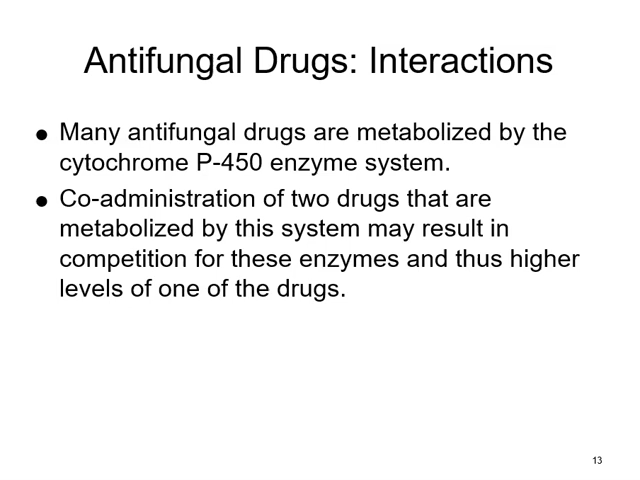 Antifungal Drugs: Interactions
● Many antifungal drugs are metabolized by the
cytochrome P-450 enzyme system.
● Co-administration of two drugs that are
metabolized by this system may result in
competition for these enzymes and thus higher
levels of one of the drugs.
13